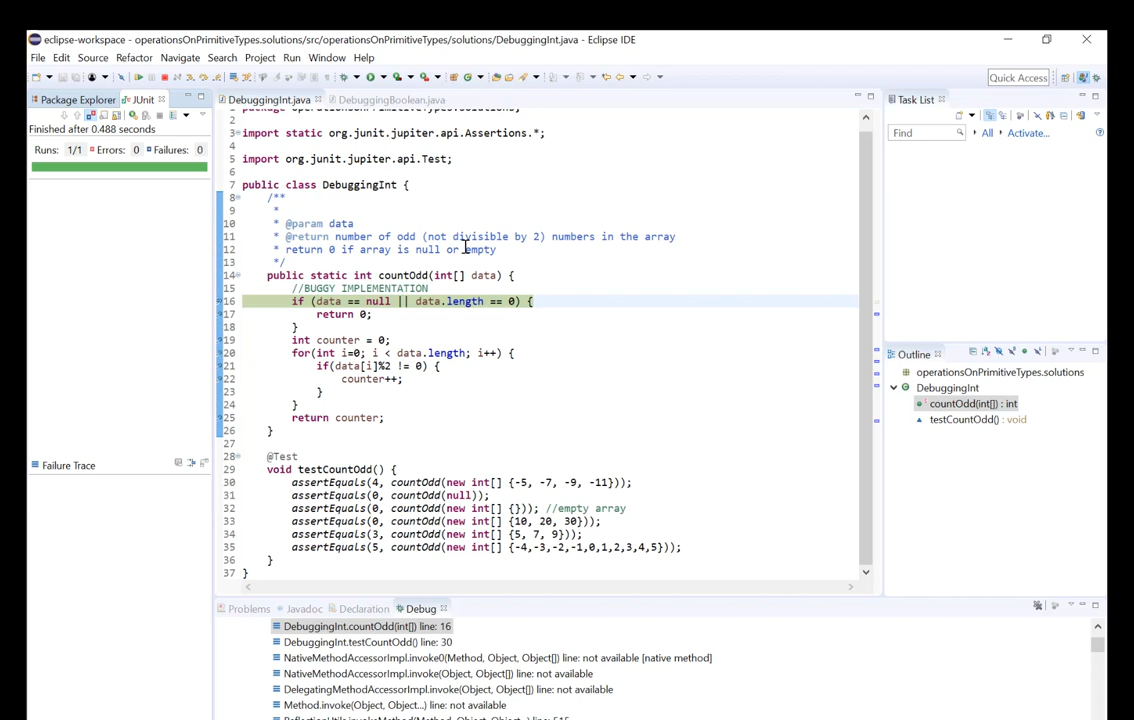 eclipse-workspace - operationsOnPrimitiveTypes.solutions/src/operationsOnPrimitiveTypes/solutions/DebuggingInt.java - Eclipse IDE
File Edit Source Refactor Navigate Search Project Run Window Help
Quick Access
Package Explorer JUnit
Finished after 0.488 seconds
Runs: 1/1 Errors: 0 Failures: 0
Failure Trace
DebuggingInt.java DebuggingBoolean.java
package operationsOnPrimitiveTypes.solutions;
2
3 import static org.junit.jupiter.api.Assertions.*;
4
5 import org.junit.jupiter.api.Test;
6
7 public class DebuggingInt {
8 /**
9 *
10 * @param data
11 * @return number of odd (not divisible by 2) numbers in the array
12 * return 0 if array is null or empty
13 */
14 public static int countOdd(int[] data) {
15 //BUGGY IMPLEMENTATION
16 if (data == null || data.length == 0) {
17 return 0;
18 }
19 int counter = 0;
20 for(int i=0; i < data.length; i++) {
21 if(data[i]%2 != 0) {
22 counter++;
23 }
24 }
25 return counter;
26 }
27
28 @Test
29 void testCountOdd() {
30 assertEquals(4, countOdd(new int[] {-5, -7, -9, -11}));
31 assertEquals(0, countOdd(null));
32 assertEquals(0, countOdd(new int[] {})); //empty array
33 assertEquals(0, countOdd(new int[] {10, 20, 30}));
34 assertEquals(3, countOdd(new int[] {5, 7, 9}));
35 assertEquals(5, countOdd(new int[] {-4,-3,-2,-1,0,1,2,3,4,5}));
36 }
37 }
Task List
Find All Activate...
Outline
operationsOnPrimitiveTypes.solutions
DebuggingInt
countOdd(int[]) : int
testCountOdd() : void
Problems Javadoc Declaration Debug
DebuggingInt.countOdd(int[]) line: 16
DebuggingInt.testCountOdd() line: 30
NativeMethodAccessorImpl.invoke0(Method, Object, Object[]) line: not available [native method]
NativeMethodAccessorImpl.invoke(Object, Object[]) line: not available
DelegatingMethodAccessorImpl.invoke(Object, Object[]) line: not available
Method.invoke(Object, Object...) line: not available
ReflectionUtils.invokeMethod(Method, Object, Object[]) line: 515